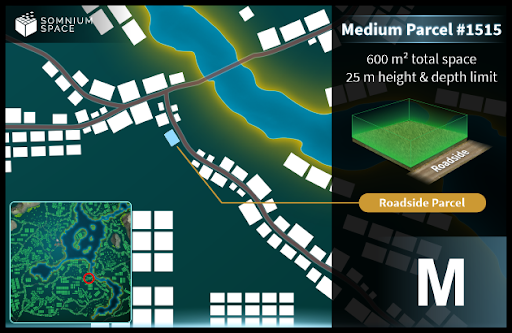 SOMNIUM
SPACE
Medium Parcel #1515
600 m² total space
25 m height & depth limit
Roadside
Roadside Parcel
M